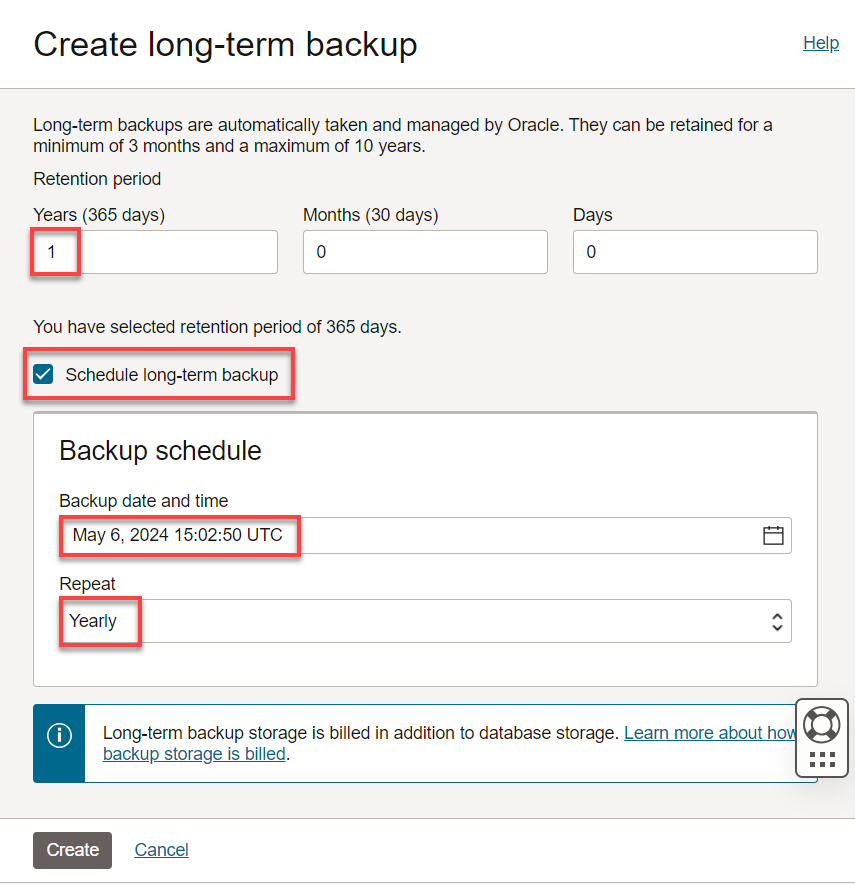 Create long-term backup
Help
Long-term backups are automatically taken and managed by Oracle. They can be retained for a
minimum of 3 months and a maximum of 10 years.
Retention period
Years (365 days) Months (30 days) Days
1 0 0
You have selected retention period of 365 days.
Schedule long-term backup
Backup schedule
Backup date and time
May 6, 2024 15:02:50 UTC
Repeat
Yearly
Long-term backup storage is billed in addition to database storage. Learn more about how
backup storage is billed.
Create Cancel